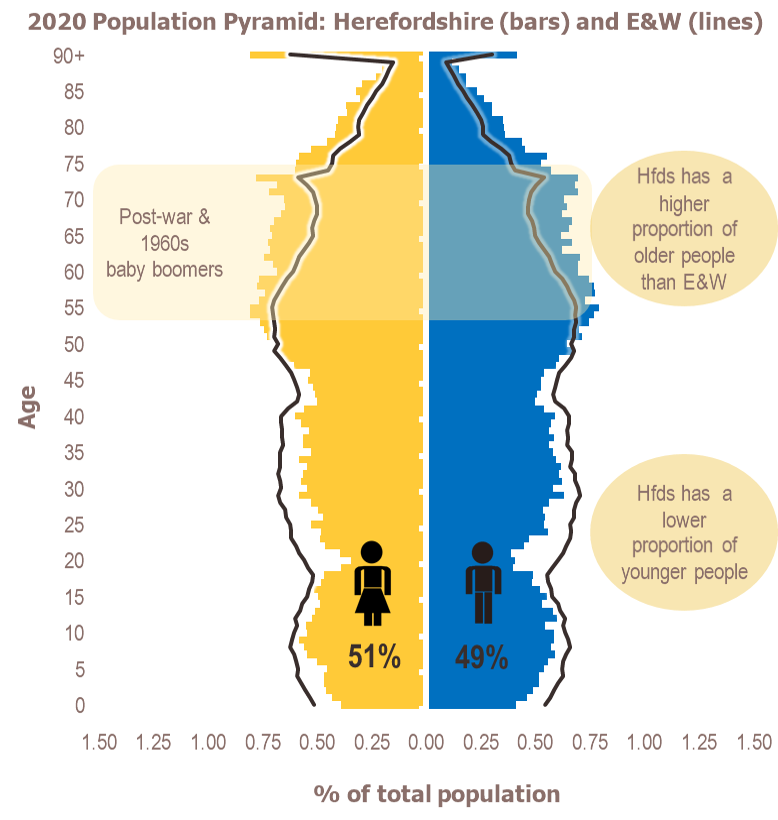 2020 Population Pyramid: Herefordshire (bars) and E&W (lines)
90+
85
80
75
70
65
60
55
50
45
40
35
30
25
20
15
10
5
0
Age
Post-war &
1960s
baby boomers
Hfds has a
higher
proportion of
older people
than E&W
Hfds has a
lower
proportion of
younger people
51%
49%
1.50 1.25 1.00 0.75 0.50 0.25 0.00 0.25 0.50 0.75 1.00 1.25 1.50
% of total population